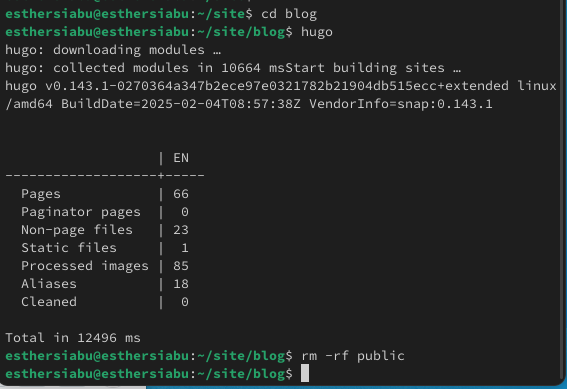 esthersiabu@esthersiabu:~/site$ cd blog
esthersiabu@esthersiabu:~/site/blog$ hugo
hugo: downloading modules …
hugo: collected modules in 10664 msStart building sites …
hugo v0.143.1-0270364a347b2ece97e0321782b21904db515ecc+extended linux
/amd64 BuildDate=2025-02-04T08:57:38Z VendorInfo=snap:0.143.1
                   | EN
-------------------+-----
  Pages            | 66
  Paginator pages  |  0
  Non-page files   | 23
  Static files     |  1
  Processed images | 85
  Aliases          | 18
  Cleaned          |  0
Total in 12496 ms
esthersiabu@esthersiabu:~/site/blog$ rm -rf public
esthersiabu@esthersiabu:~/site/blog$